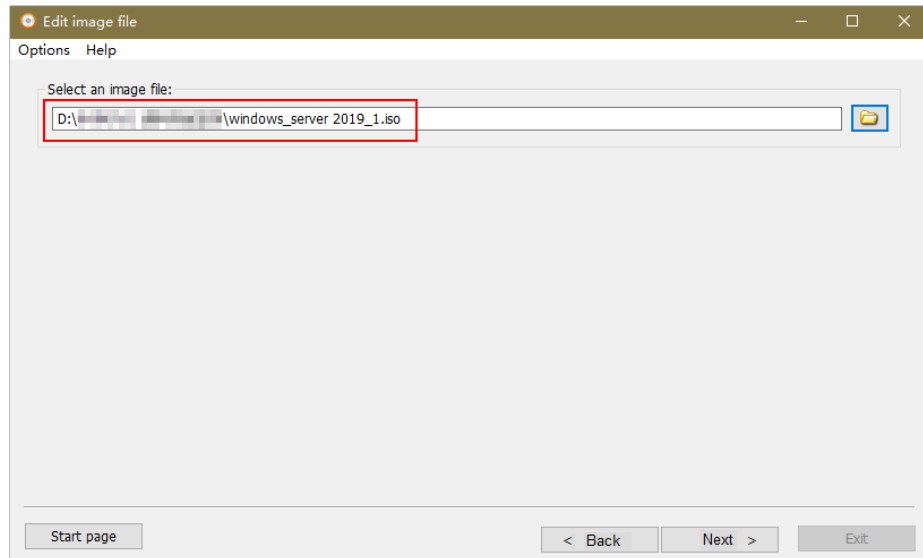 Edit image file
Options Help
Select an image file:
D:\ \windows_server 2019_1.iso
Start page
< Back
Next >
Exit